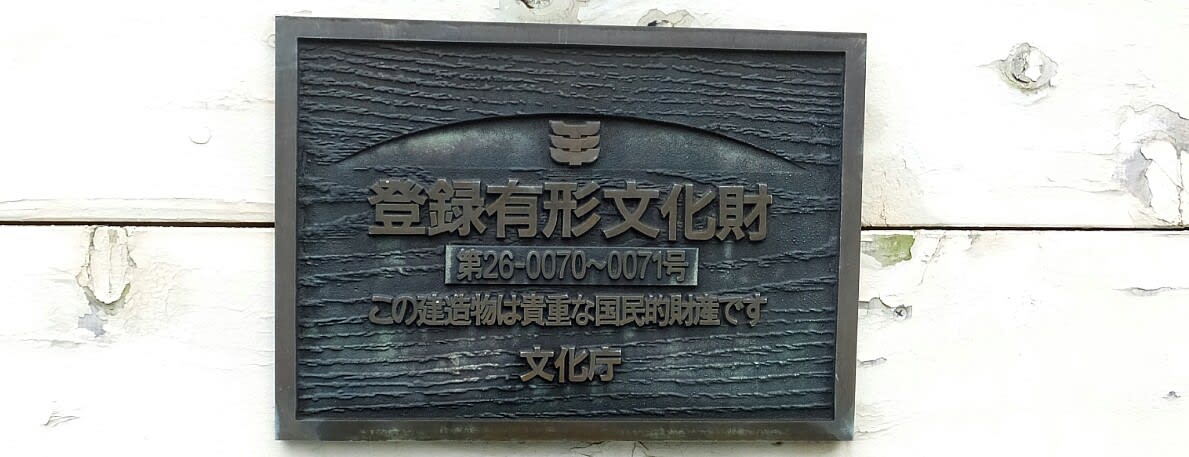 登録有形文化財
第26-0070～0071号
この建造物は貴重な国民的財産です
文化庁